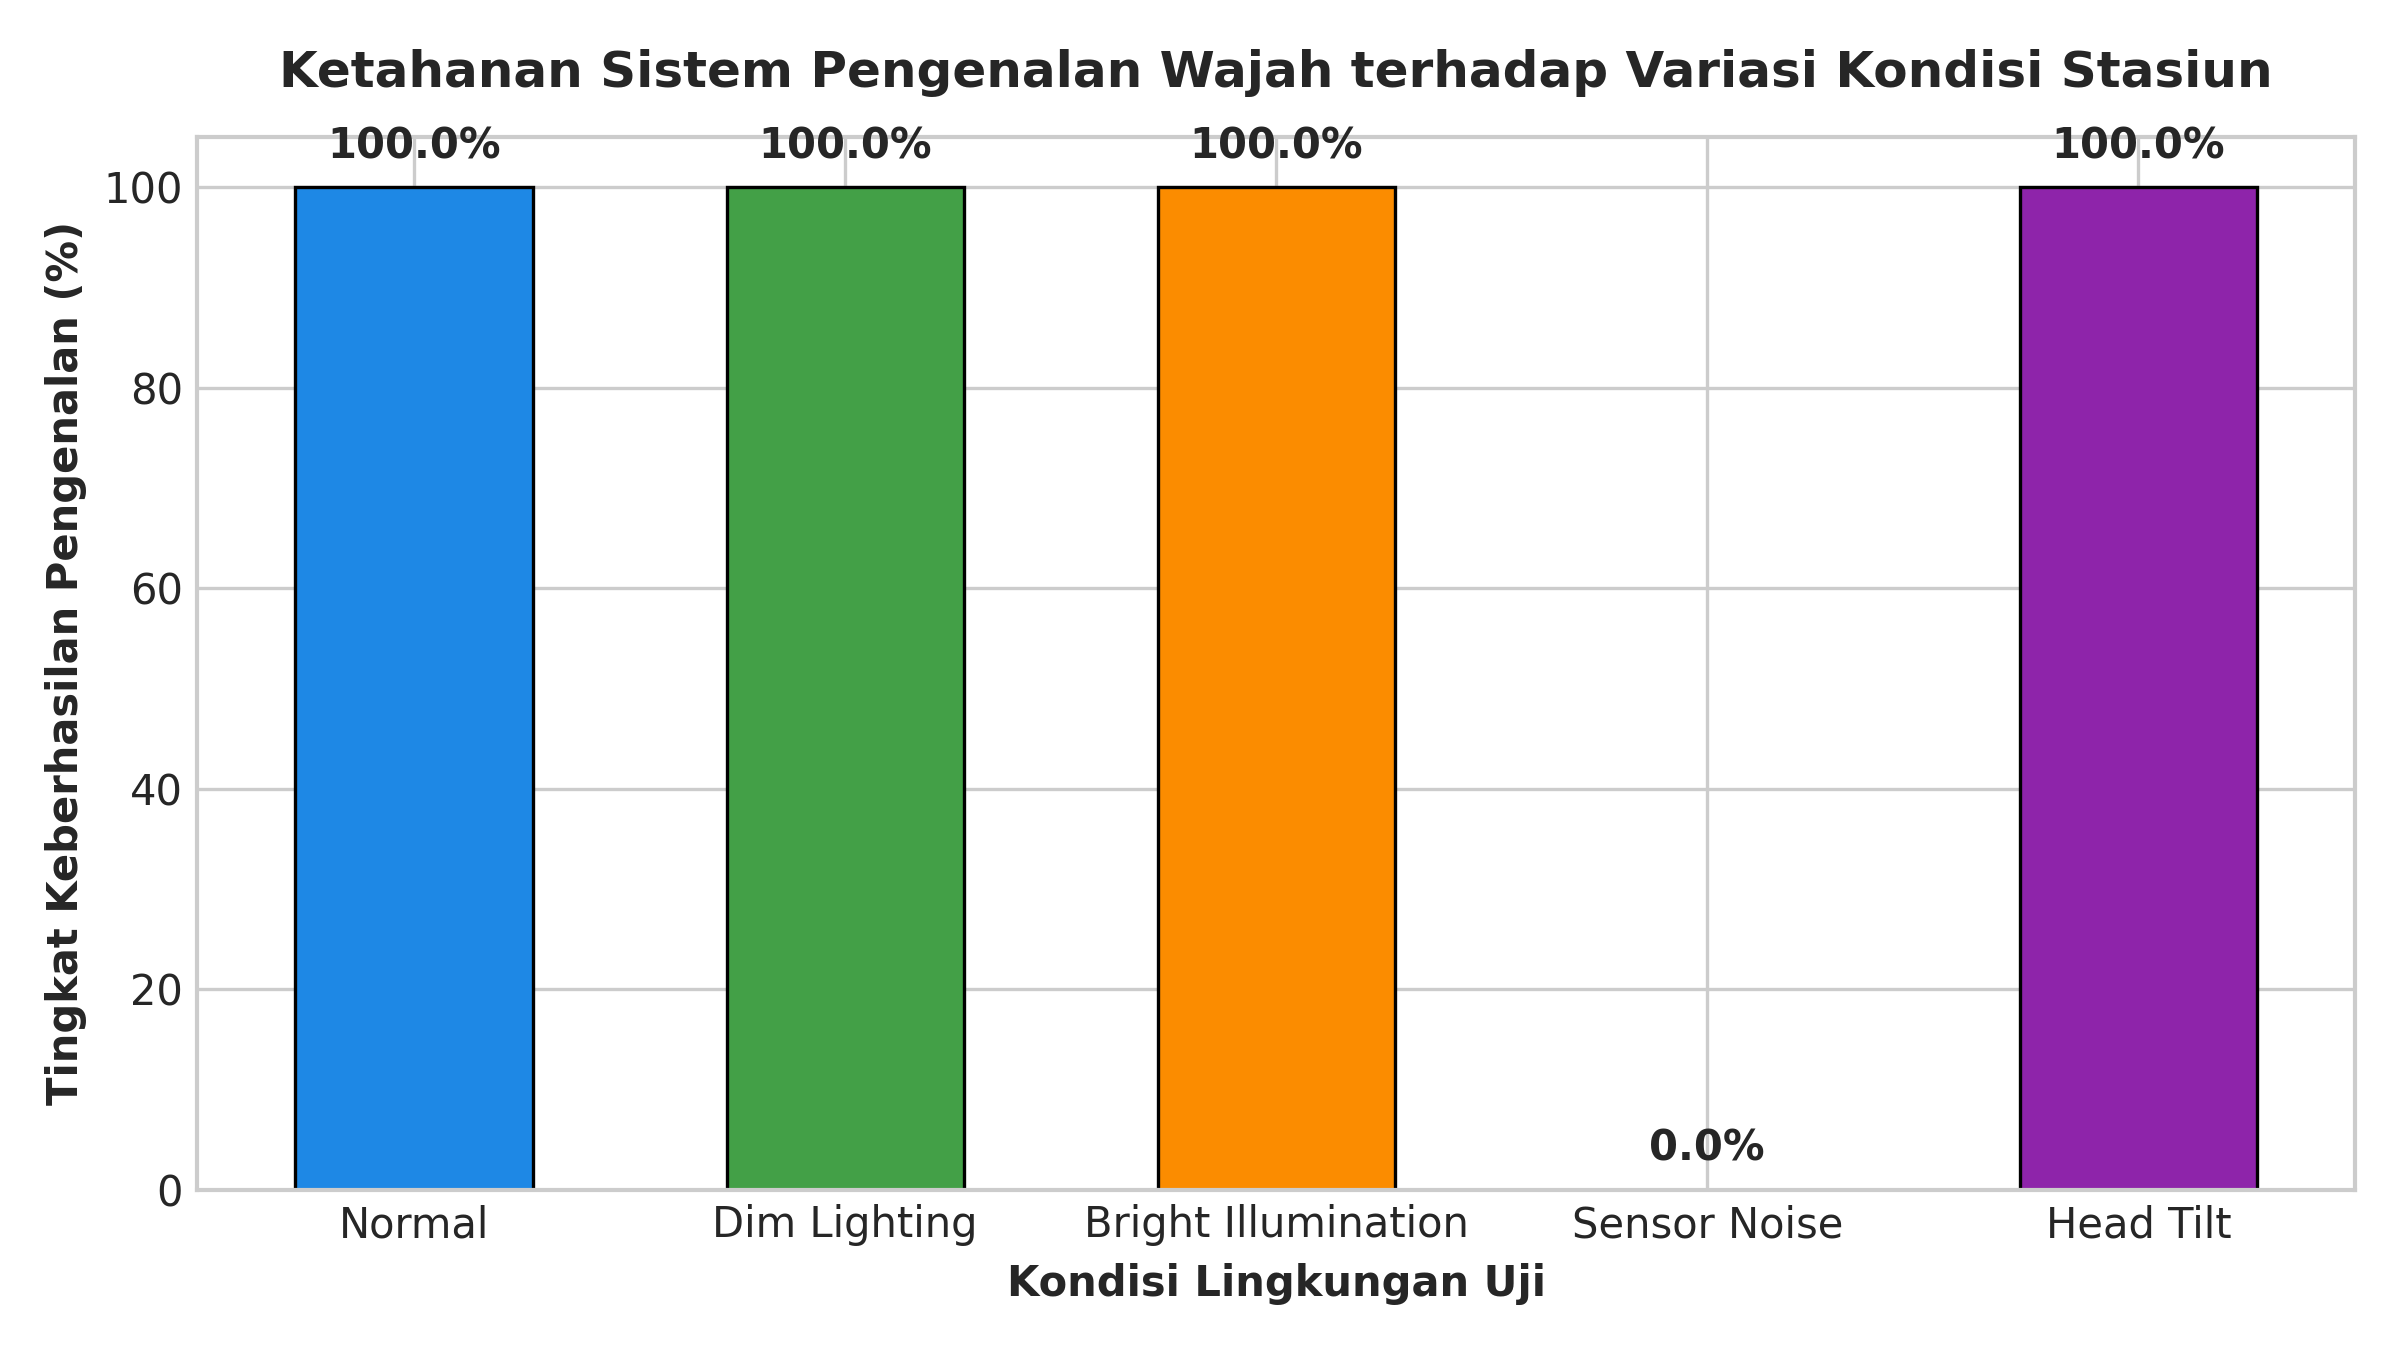 Ketahanan Sistem Pengenalan Wajah terhadap Variasi Kondisi Stasiun
100.0% 100.0% 100.0% 100.0%
Tingkat Keberhasilan Pengenalan (%)
100
80
60
40
20
0
0.0%
Normal Dim Lighting Bright Illumination Sensor Noise Head Tilt
Kondisi Lingkungan Uji